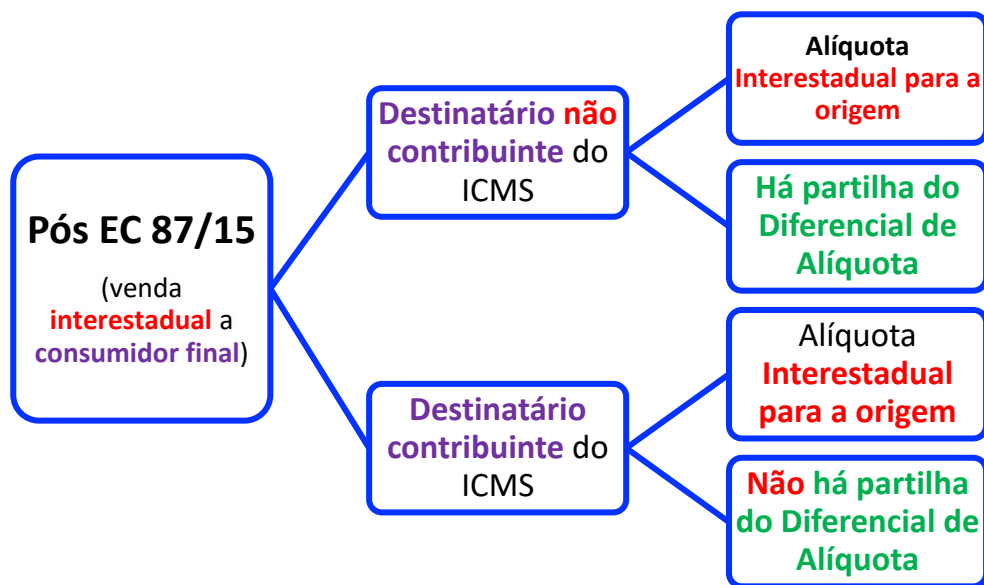 Pós EC 87/15
(venda
interestadual a
consumidor final)
Destinatário não
contribuinte do
ICMS
Alíquota
Interestadual para a
origem
Há partilha do
Diferencial de
Alíquota
Destinatário
contribuinte do
ICMS
Alíquota
Interestadual
para a origem
Não há partilha
do Diferencial de
Alíquota